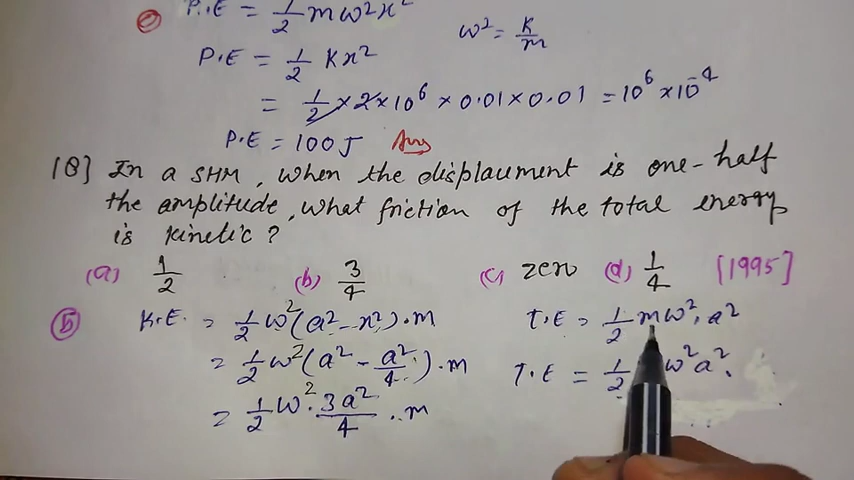 P.E = 1/2 mω²x²
ω² = K/m
P.E = 1/2 Kx²
= 1/2 × 2 × 10⁶ × 0.01 × 0.01 = 10⁶ × 10⁻⁴
P.E = 100J Ans
18] In a SHM, when the displaument is one-half
the amplitude, what friction of the total energy
is kinetic?
(a) 1/2 (b) 3/4 (c) zero (d) 1/4 [1995]
(b) K.E. = 1/2 ω²(a² - x²).m
T.E = 1/2 mω².a²
= 1/2 ω²(a² - a²/4).m
T.E = 1/2 ω²a².
= 1/2 ω².3a²/4 .m